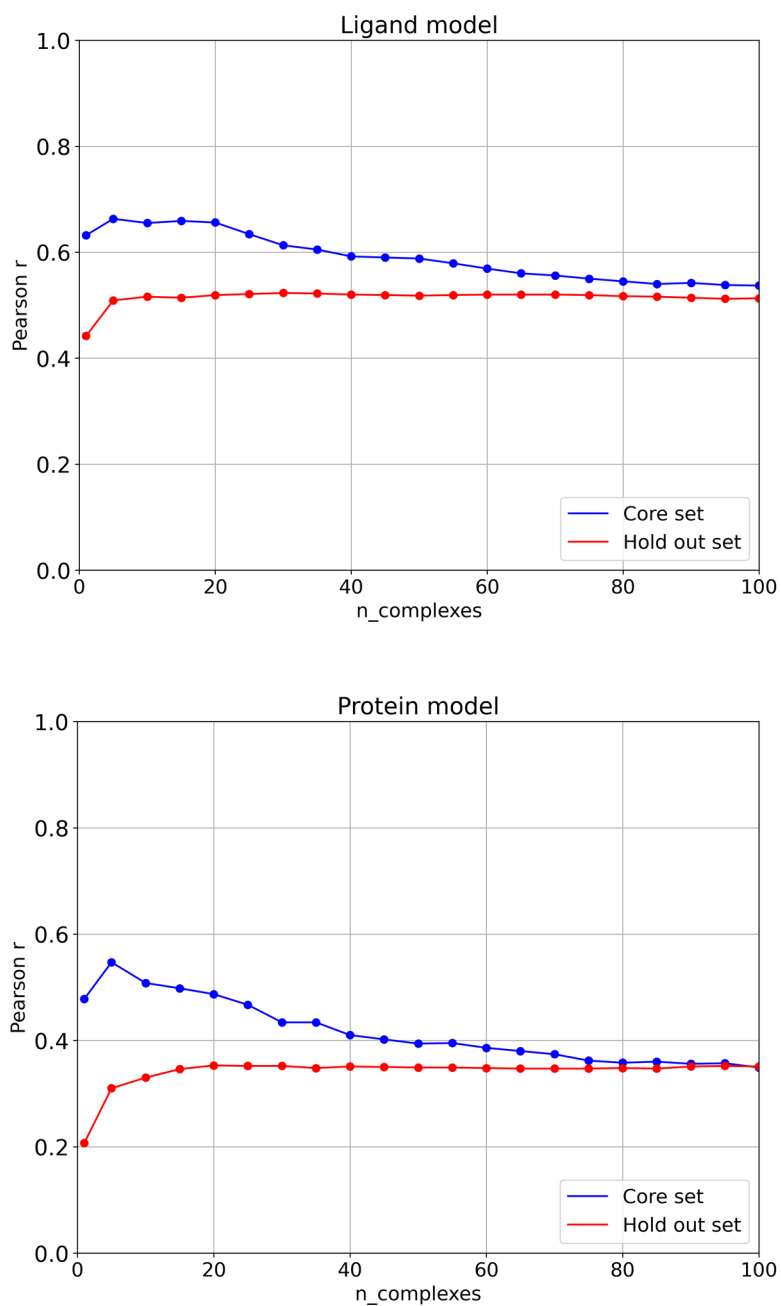 Ligand model
1.0
0.8
0.6
0.4
0.2
0.0
Pearson r
0 20 40 60 80 100
n_complexes
Core set
Hold out set
Protein model
1.0
0.8
0.6
0.4
0.2
0.0
Pearson r
0 20 40 60 80 100
n_complexes
Core set
Hold out set